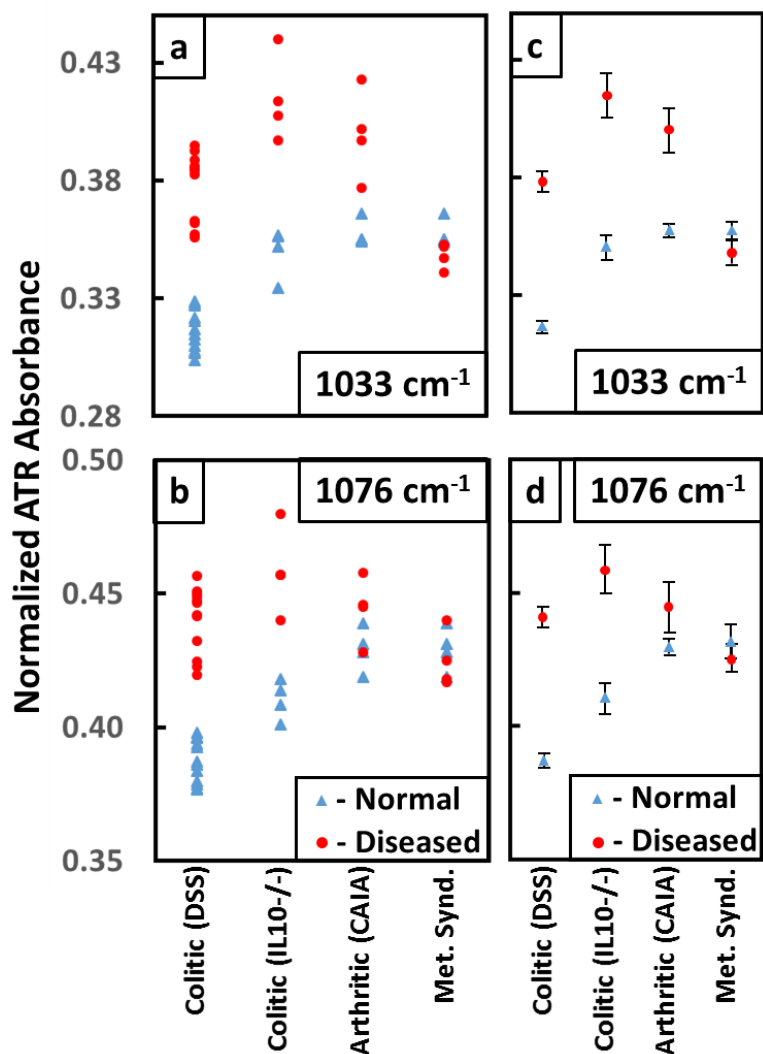 Normalized ATR Absorbance
a
0.43
0.38
0.33
0.28
1033 cm⁻¹
c
1033 cm⁻¹
b
1076 cm⁻¹
0.50
0.45
0.40
0.35
- Normal
- Diseased
Colitic (DSS)
Colitic (IL10-/-)
Arthritic (CAIA)
Met. Synd.
d
1076 cm⁻¹
- Normal
- Diseased
Colitic (DSS)
Colitic (IL10-/-)
Arthritic (CAIA)
Met. Synd.